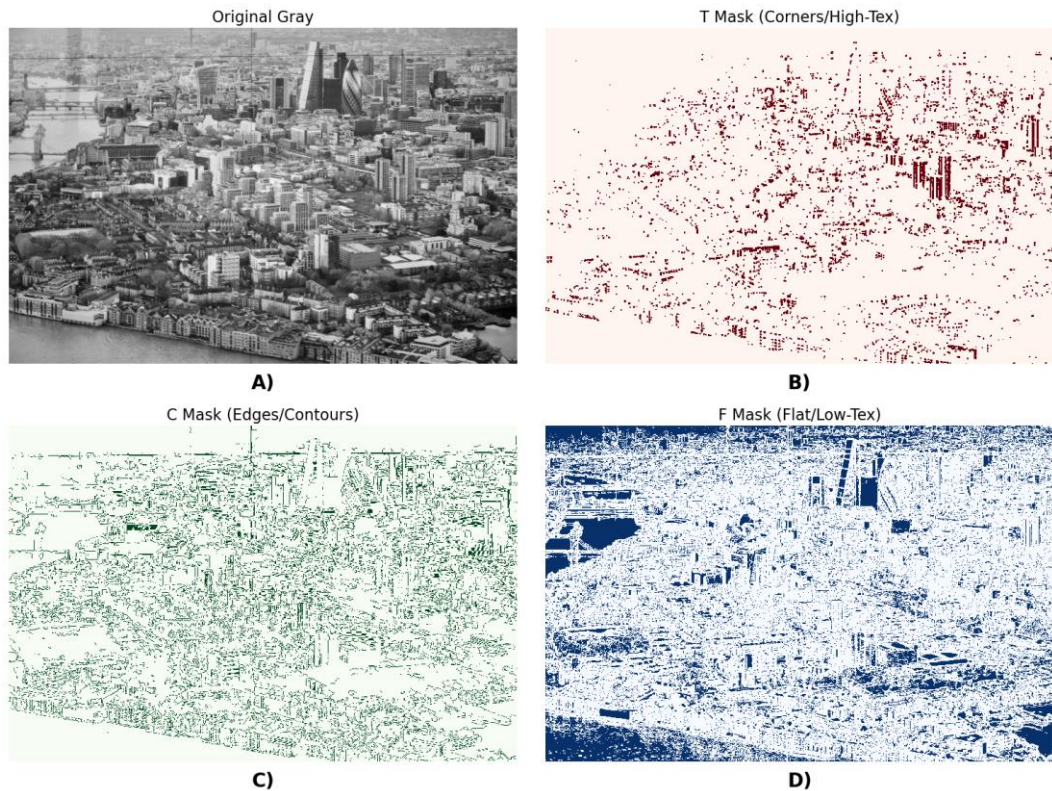 Original Gray
T Mask (Corners/High-Tex)
A)
B)
C Mask (Edges/Contours)
F Mask (Flat/Low-Tex)
C)
D)